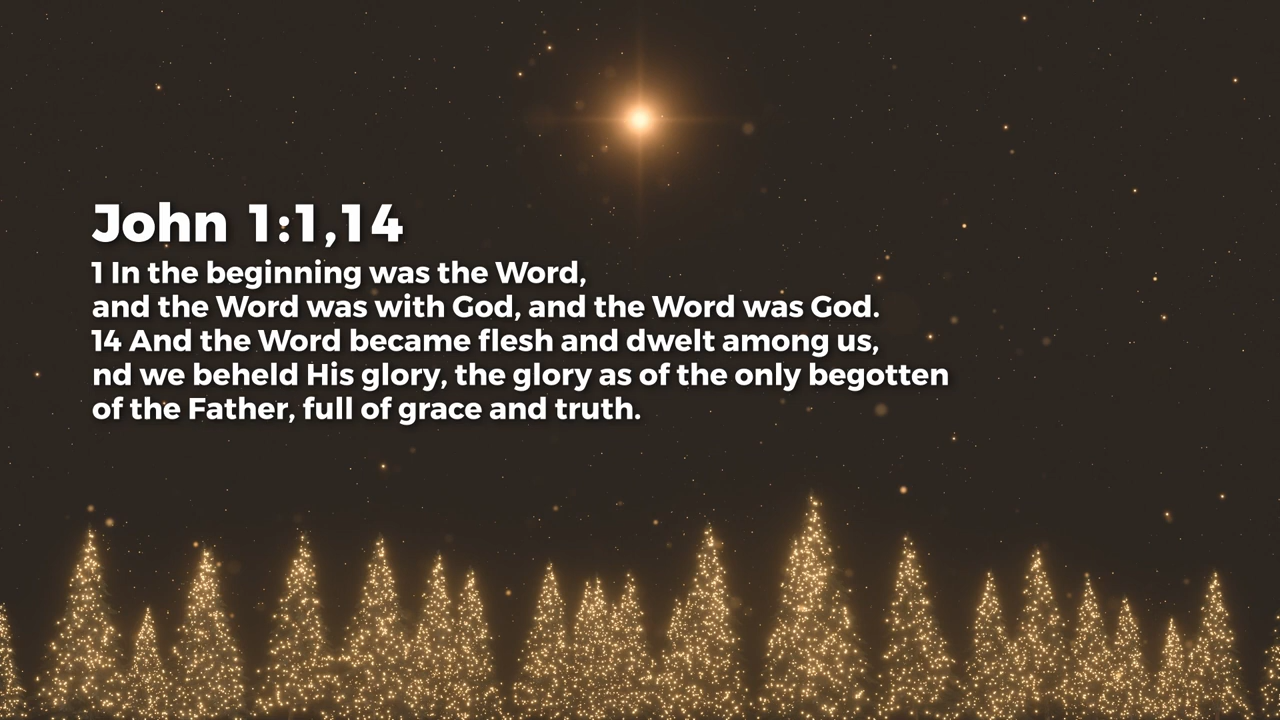 John 1:1,14
1 In the beginning was the Word,
and the Word was with God, and the Word was God.
14 And the Word became flesh and dwelt among us,
nd we beheld His glory, the glory as of the only begotten
of the Father, full of grace and truth.